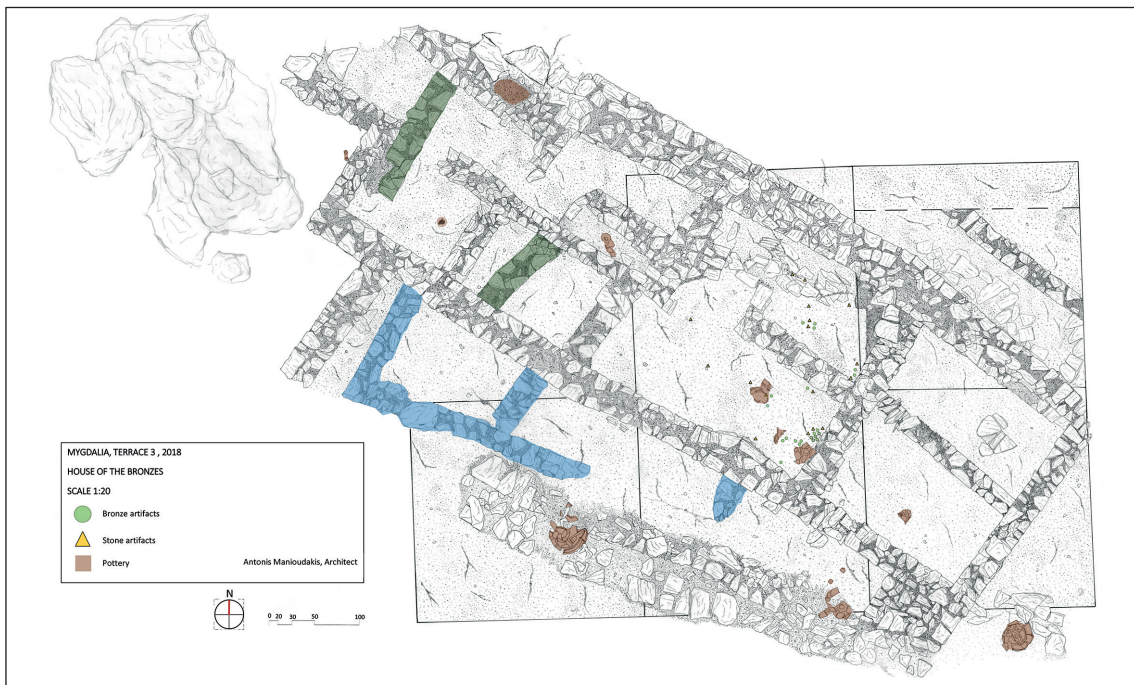 MYGDALIA, TERRACE 3 , 2018
HOUSE OF THE BRONZES
SCALE 1:20
Bronze artifacts
Stone artifacts
Pottery
Antonis Manioudakis, Architect
N
0 20 30 50 100